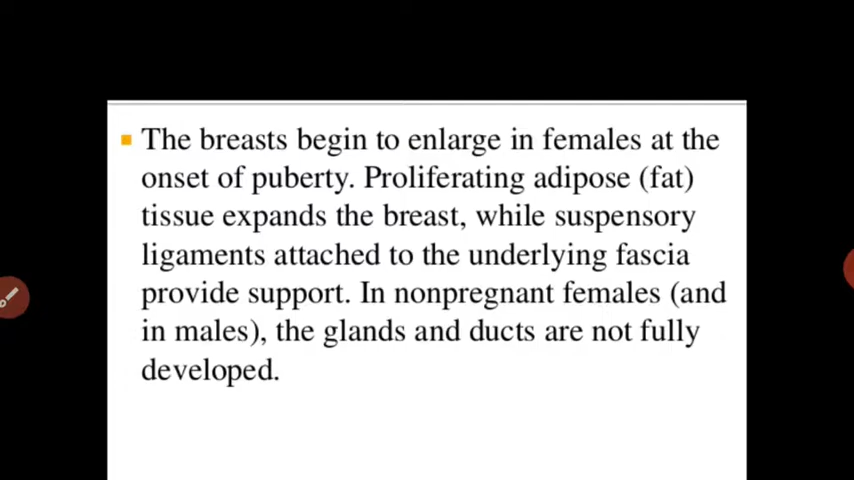 The breasts begin to enlarge in females at the
onset of puberty. Proliferating adipose (fat)
tissue expands the breast, while suspensory
ligaments attached to the underlying fascia
provide support. In nonpregnant females (and
in males), the glands and ducts are not fully
developed.